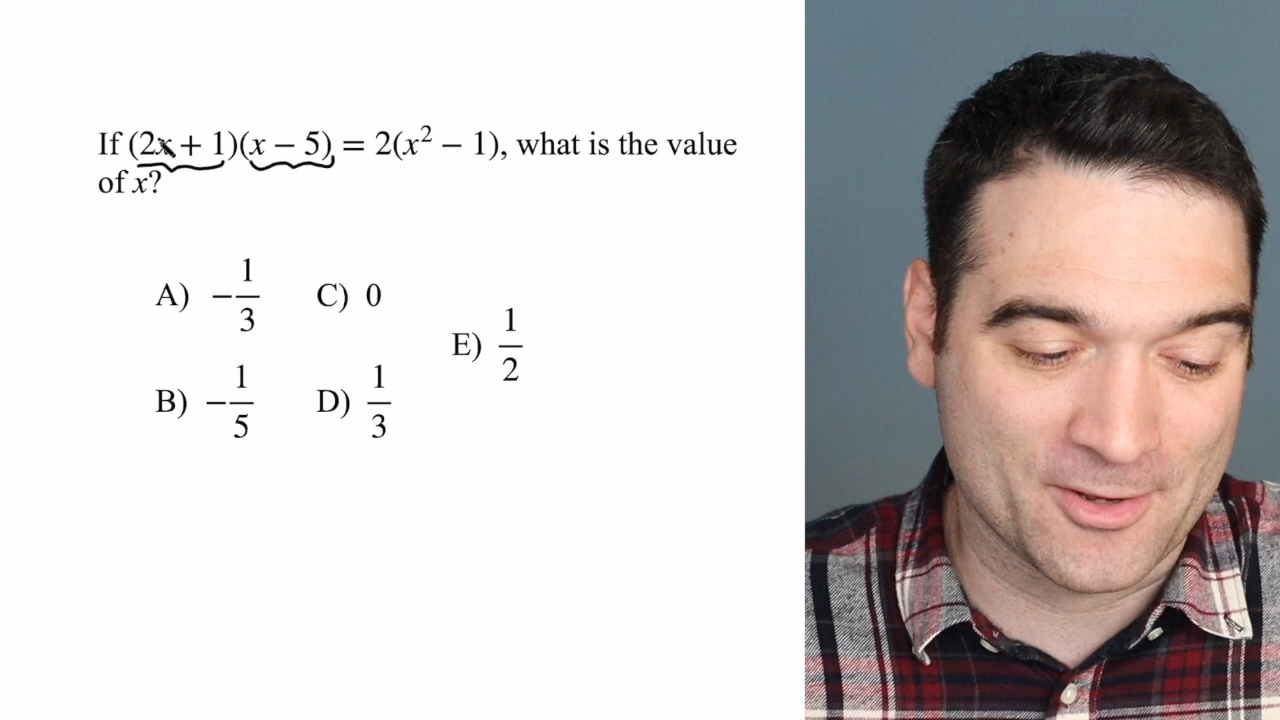 If (2x + 1)(x − 5) = 2(x² − 1), what is the value
of x?
A) −1/3 C) 0
E) 1/2
B) −1/5 D) 1/3